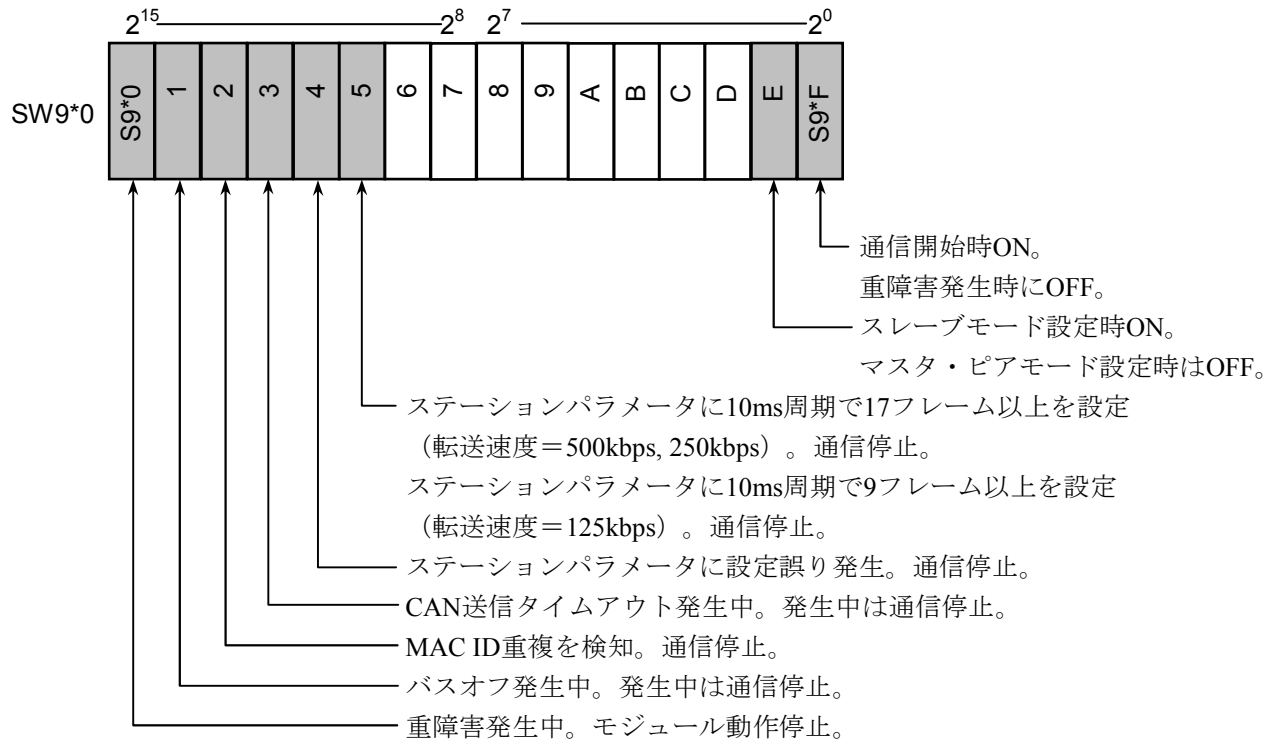 2^15 2^8 2^7 2^0
SW9*0 S9*0 1 2 3 4 5 6 7 8 9 A B C D E S9*F
通信開始時ON。
重障害発生時にOFF。
スレーブモード設定時ON。
マスタ・ピアモード設定時はOFF。
ステーションパラメータに10ms周期で17フレーム以上を設定
（転送速度＝500kbps, 250kbps）。通信停止。
ステーションパラメータに10ms周期で9フレーム以上を設定
（転送速度＝125kbps）。通信停止。
ステーションパラメータに設定誤り発生。通信停止。
CAN送信タイムアウト発生中。発生中は通信停止。
MAC ID重複を検知。通信停止。
バスオフ発生中。発生中は通信停止。
重障害発生中。モジュール動作停止。